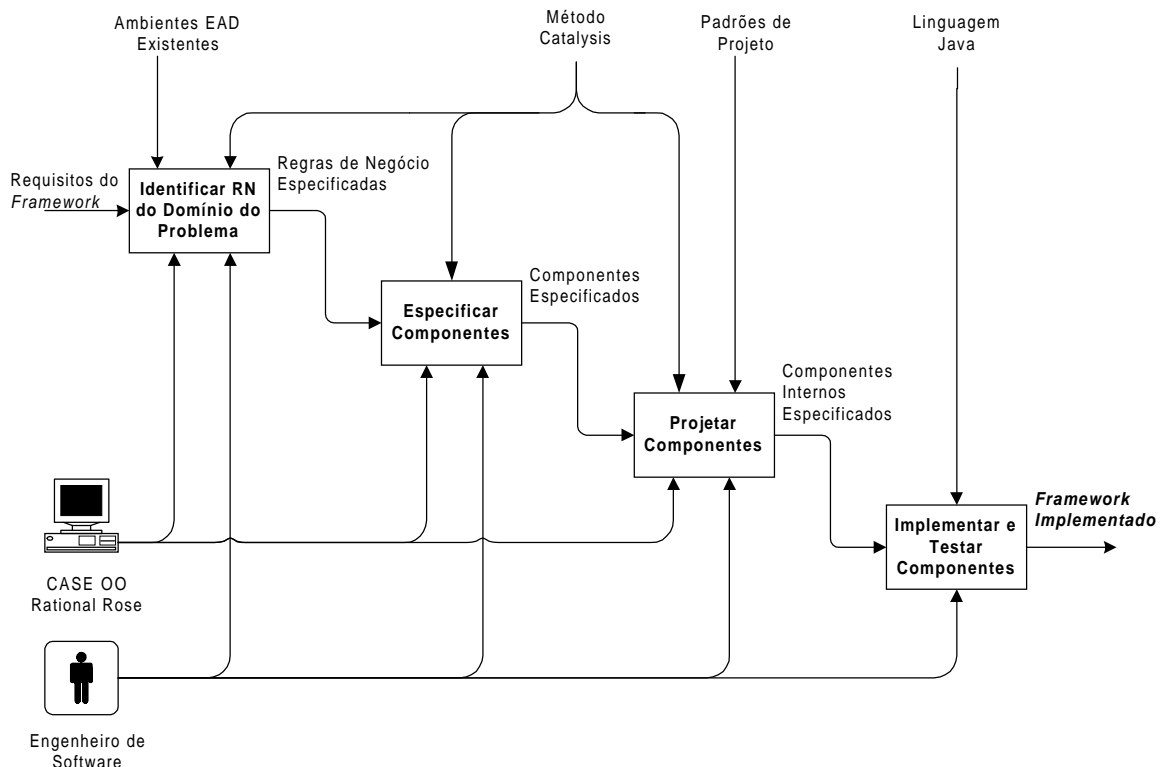 Ambientes EAD
Existentes
Método
Catalysis
Padrões de
Projeto
Linguagem
Java
Requisitos do
Framework
Identificar RN
do Domínio do
Problema
Regras de Negócio
Especificadas
Especificar
Componentes
Componentes
Especificados
Projetar
Componentes
Componentes
Internos
Especificados
Implementar e
Testar
Componentes
Framework
Implementado
CASE OO
Rational Rose
Engenheiro de
Software